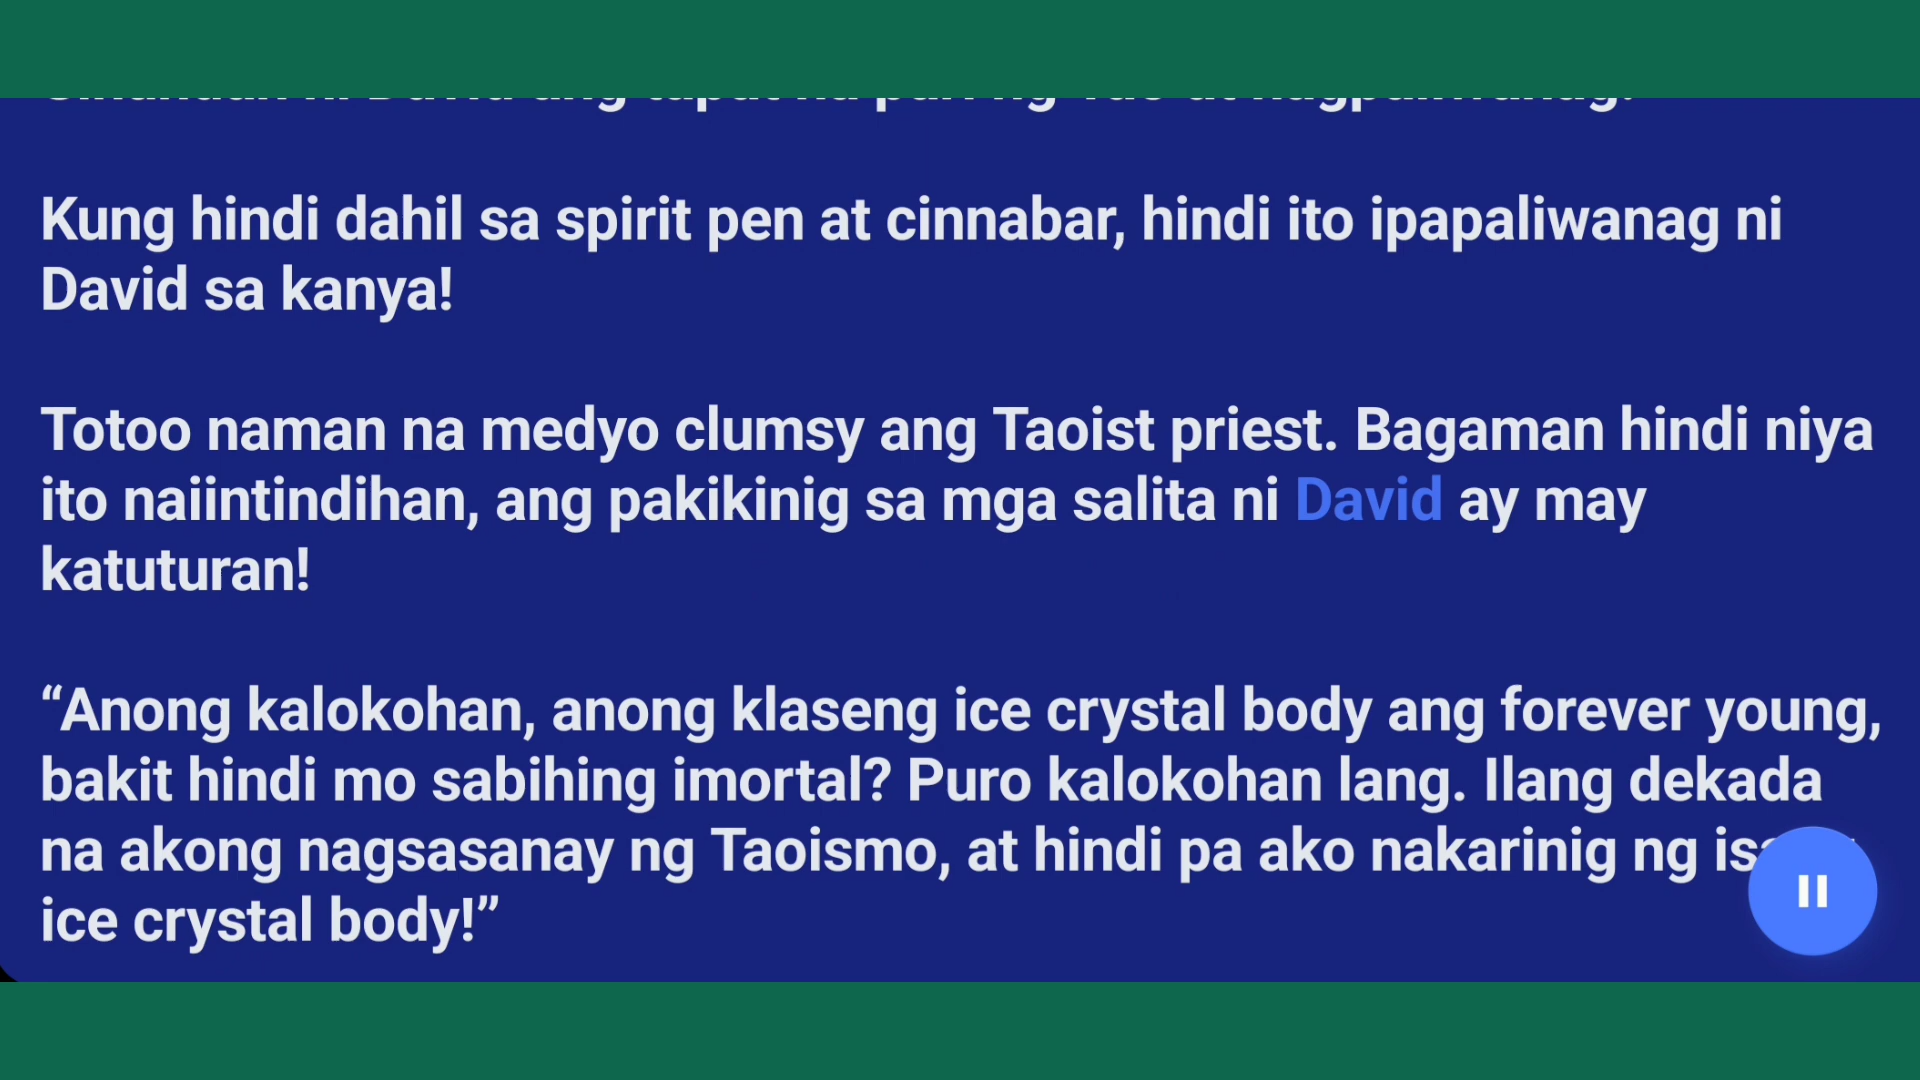 Kung hindi dahil sa spirit pen at cinnabar, hindi ito ipapaliwanag ni
David sa kanya!
Totoo naman na medyo clumsy ang Taoist priest. Bagaman hindi niya
ito naiintindihan, ang pakikinig sa mga salita ni David ay may
katuturan!
“Anong kalokohan, anong klaseng ice crystal body ang forever young,
bakit hindi mo sabihing imortal? Puro kalokohan lang. Ilang dekada
na akong nagsasanay ng Taoismo, at hindi pa ako nakarinig ng
ice crystal body!”